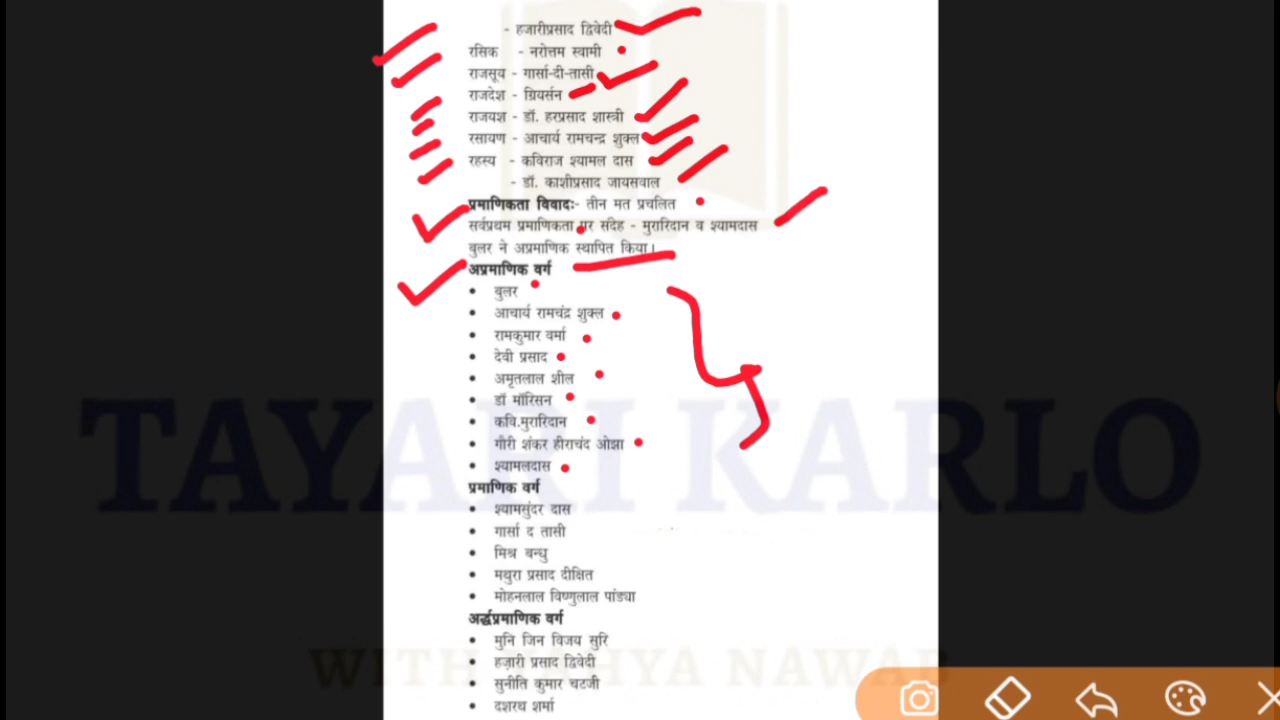 - हजारीप्रसाद द्विवेदी
रसिक - नरोत्तम स्वामी
राजसूय - गार्सा-दी-तासी
राजदेश - ग्रियर्सन
राजयश - डॉ. हरप्रसाद शास्त्री
रसायण - आचार्य रामचन्द्र शुक्ल
रहस्य - कविराज श्यामल दास
- डॉ. काशीप्रसाद जायसवाल
प्रमाणिकता विवादः- तीन मत प्रचलित
सर्वप्रथम प्रमाणिकता पर संदेह - मुरारिदान व श्यामदास
बुलर ने अप्रमाणिक स्थापित किया।
अप्रमाणिक वर्ग
• बुलर
• आचार्य रामचंद्र शुक्ल
• रामकुमार वर्मा
• देवी प्रसाद
• अमृतलाल शील
• डॉ मॉरिसन
• कवि.मुरारिदान
• गौरी शंकर हीराचंद ओझा
• श्यामलदास
प्रमाणिक वर्ग
• श्यामसुंदर दास
• गार्सा द तासी
• मिश्र बन्धु
• मथुरा प्रसाद दीक्षित
• मोहनलाल विष्णुलाल पांड्या
अर्द्धप्रमाणिक वर्ग
• मुनि जिन विजय सुरि
• हज़ारी प्रसाद द्विवेदी
• सुनीति कुमार चटर्जी
• दशरथ शर्मा
TAYARI KARLO
WITH YAHYA NAWAB